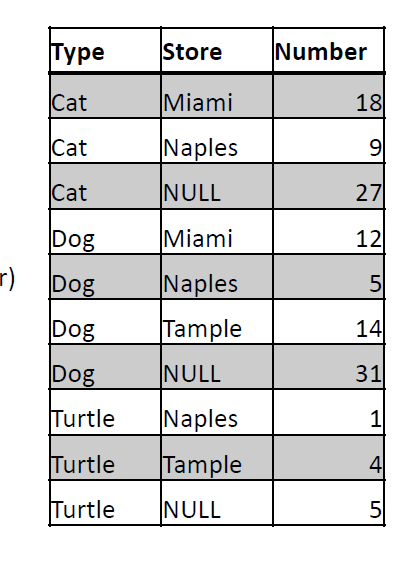 Type Store Number
Cat Miami 18
Cat Naples 9
Cat NULL 27
Dog Miami 12
r) Dog Naples 5
Dog Tample 14
Dog NULL 31
Turtle Naples 1
Turtle Tample 4
Turtle NULL 5